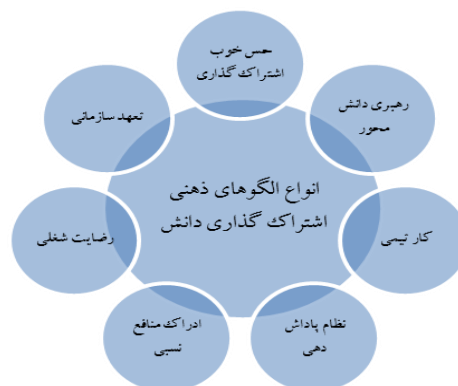 حس خوب
اشتراک گذاری
رهبری دانش
محور
کار تیمی
نظام پاداش
دهی
ادراک منافع
نسبی
رضایت شغلی
تعهد سازمانی
انواع الگوهای ذهنی
اشتراک گذاری دانش